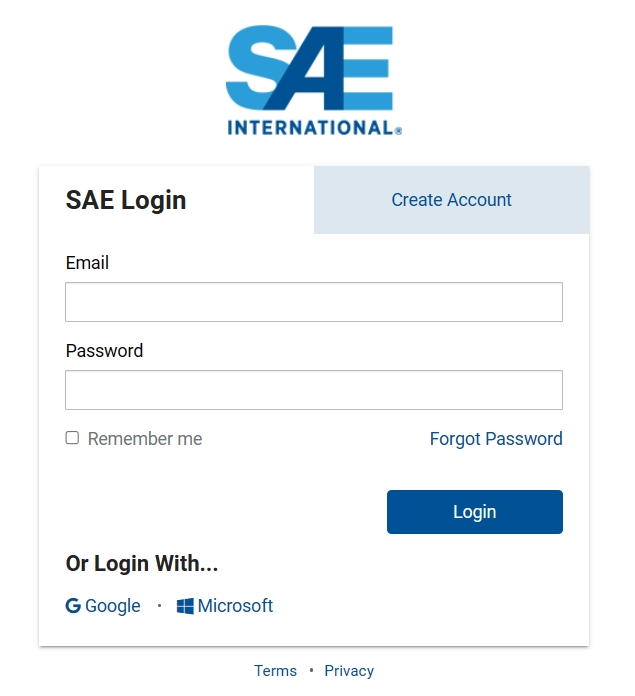 SAE
INTERNATIONAL®
SAE Login
Create Account
Email
Password
Remember me
Forgot Password
Login
Or Login With...
Google · Microsoft
Terms • Privacy